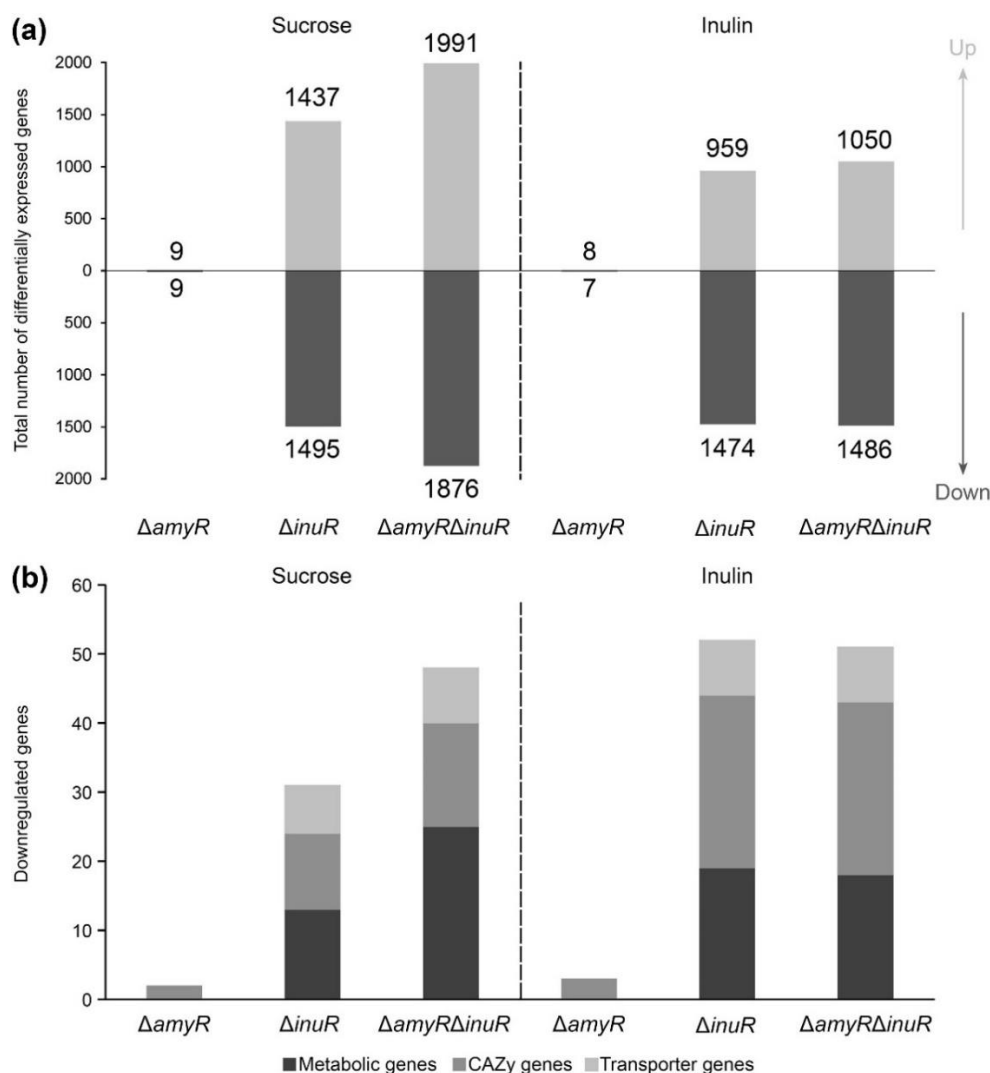 (a)
Sucrose
Inulin
Total number of differentially expressed genes
2000
1500
1000
500
0
500
1000
1500
2000
9
9
1437
1495
1991
1876
8
7
959
1474
1050
1486
Up
Down
ΔamyR
ΔinuR
ΔamyRΔinuR
ΔamyR
ΔinuR
ΔamyRΔinuR
(b)
Sucrose
Inulin
Downregulated genes
60
50
40
30
20
10
0
ΔamyR
ΔinuR
ΔamyRΔinuR
ΔamyR
ΔinuR
ΔamyRΔinuR
Metabolic genes
CAZy genes
Transporter genes